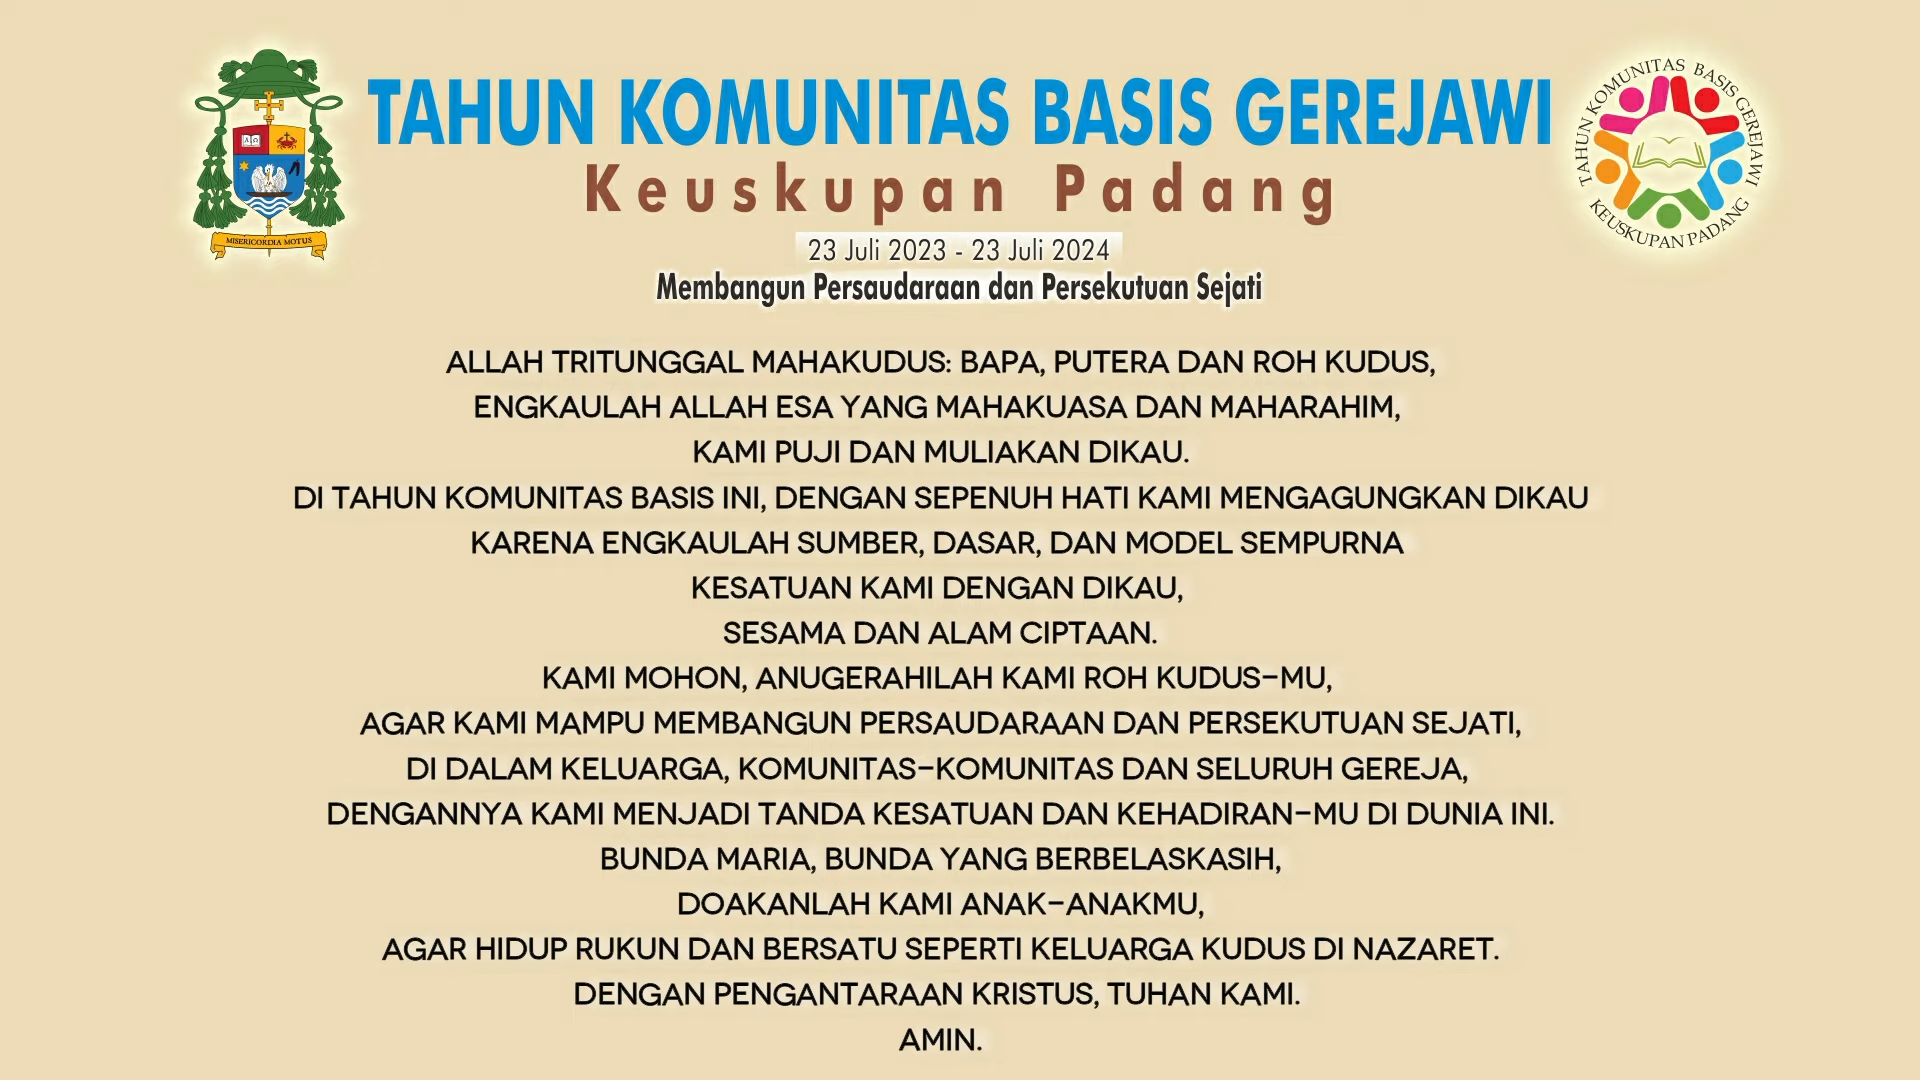 TAHUN KOMUNITAS BASIS GEREJAWI
Keuskupan Padang
23 Juli 2023 - 23 Juli 2024
Membangun Persaudaraan dan Persekutuan Sejati
MISERICORDIA MOTUS
TAHUN KOMUNITAS BASIS GEREJAWI
KEUSKUPAN PADANG
ALLAH TRITUNGGAL MAHAKUDUS: BAPA, PUTERA DAN ROH KUDUS,
ENGKAULAH ALLAH ESA YANG MAHAKUASA DAN MAHARAHIM,
KAMI PUJI DAN MULIAKAN DIKAU.
DI TAHUN KOMUNITAS BASIS INI, DENGAN SEPENUH HATI KAMI MENGAGUNGKAN DIKAU
KARENA ENGKAULAH SUMBER, DASAR, DAN MODEL SEMPURNA
KESATUAN KAMI DENGAN DIKAU,
SESAMA DAN ALAM CIPTAAN.
KAMI MOHON, ANUGERAHILAH KAMI ROH KUDUS-MU,
AGAR KAMI MAMPU MEMBANGUN PERSAUDARAAN DAN PERSEKUTUAN SEJATI,
DI DALAM KELUARGA, KOMUNITAS-KOMUNITAS DAN SELURUH GEREJA,
DENGANNYA KAMI MENJADI TANDA KESATUAN DAN KEHADIRAN-MU DI DUNIA INI.
BUNDA MARIA, BUNDA YANG BERBELASKASIH,
DOAKANLAH KAMI ANAK-ANAKMU,
AGAR HIDUP RUKUN DAN BERSATU SEPERTI KELUARGA KUDUS DI NAZARET.
DENGAN PENGANTARAAN KRISTUS, TUHAN KAMI.
AMIN.